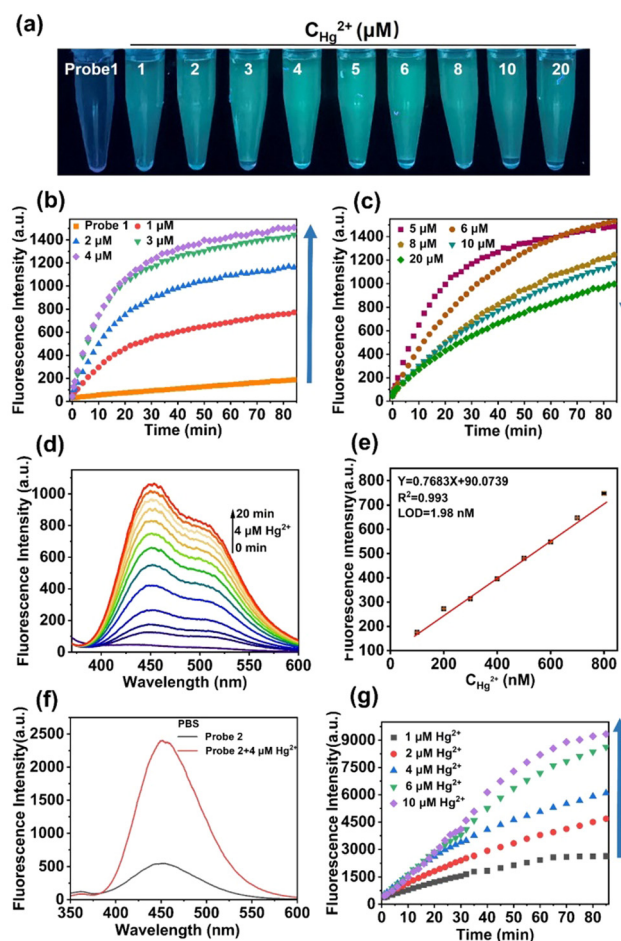 (a)
C Hg2+ (μM)
Probe1 1 2 3 4 5 6 8 10 20
(b)
Fluorescence Intensity (a.u.)
1400
1200
1000
800
600
400
200
0
Probe 1 1 μM
2 μM 3 μM
4 μM
0 10 20 30 40 50 60 70 80
Time (min)
(c)
Fluorescence Intensity (a.u.)
1400
1200
1000
800
600
400
200
0
5 μM 6 μM
8 μM 10 μM
20 μM
0 10 20 30 40 50 60 70 80
Time (min)
(d)
Fluorescence Intensity (a.u.)
1000
800
600
400
200
0
20 min
4 μM Hg2+
0 min
400 450 500 550 600
Wavelength (nm)
(e)
Fluorescence Intensity(a.u.)
800
700
600
500
400
300
200
100
Y=0.7683X+90.0739
R2=0.993
LOD=1.98 nM
0 200 400 600 800
C Hg2+ (nM)
(f)
Fluorescence Intensity(a.u.)
2500
2000
1500
1000
500
0
PBS
Probe 2
Probe 2+4 μM Hg2+
350 400 450 500 550 600
Wavelength (nm)
(g)
Fluorescence Intensity(a.u.)
9000
7500
6000
4500
3000
1500
0
1 μM Hg2+
2 μM Hg2+
4 μM Hg2+
6 μM Hg2+
10 μM Hg2+
0 10 20 30 40 50 60 70 80
Time (min)